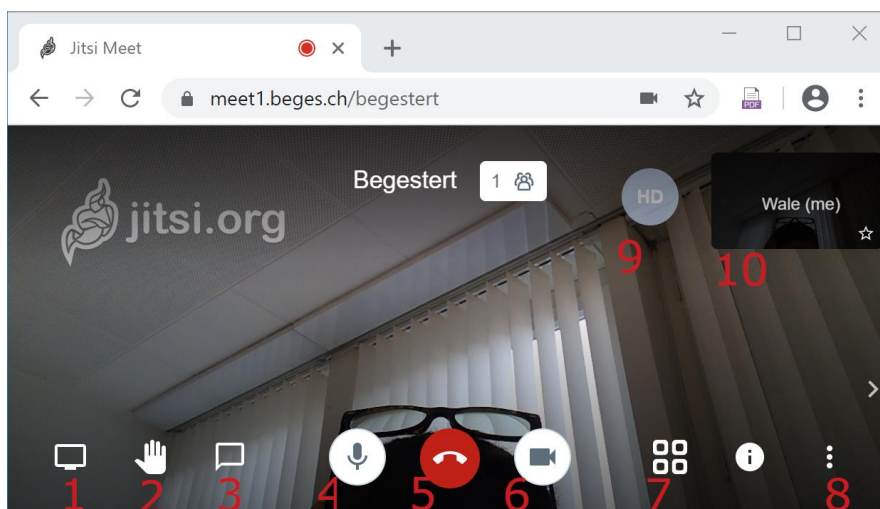 Jitsi Meet
meet1.beges.ch/begestert
PDF
jitsi.org
Begestert 1
HD
Wale (me)
9
10
1 2 3 4 5 6 7 8